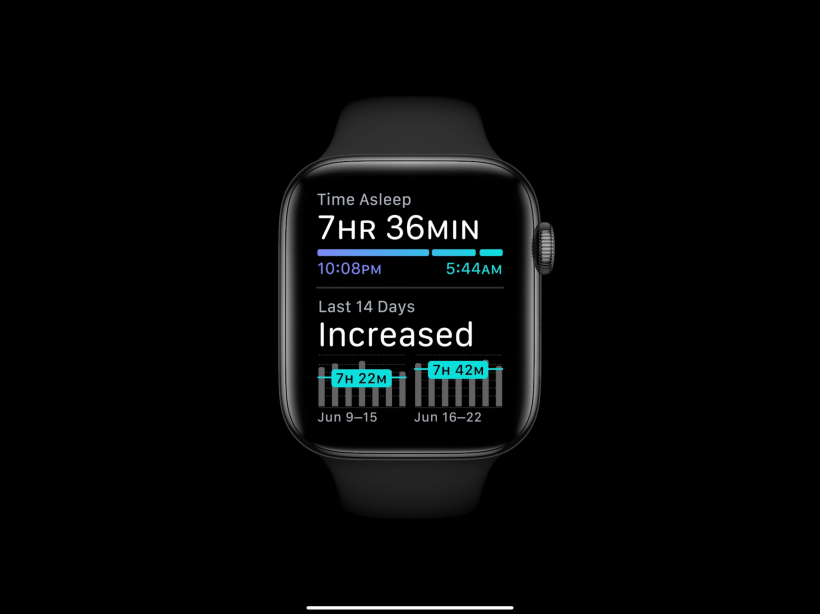 Time Asleep
7HR 36MIN
10:08PM 5:44AM
Last 14 Days
Increased
7H 22M 7H 42M
Jun 9–15 Jun 16–22